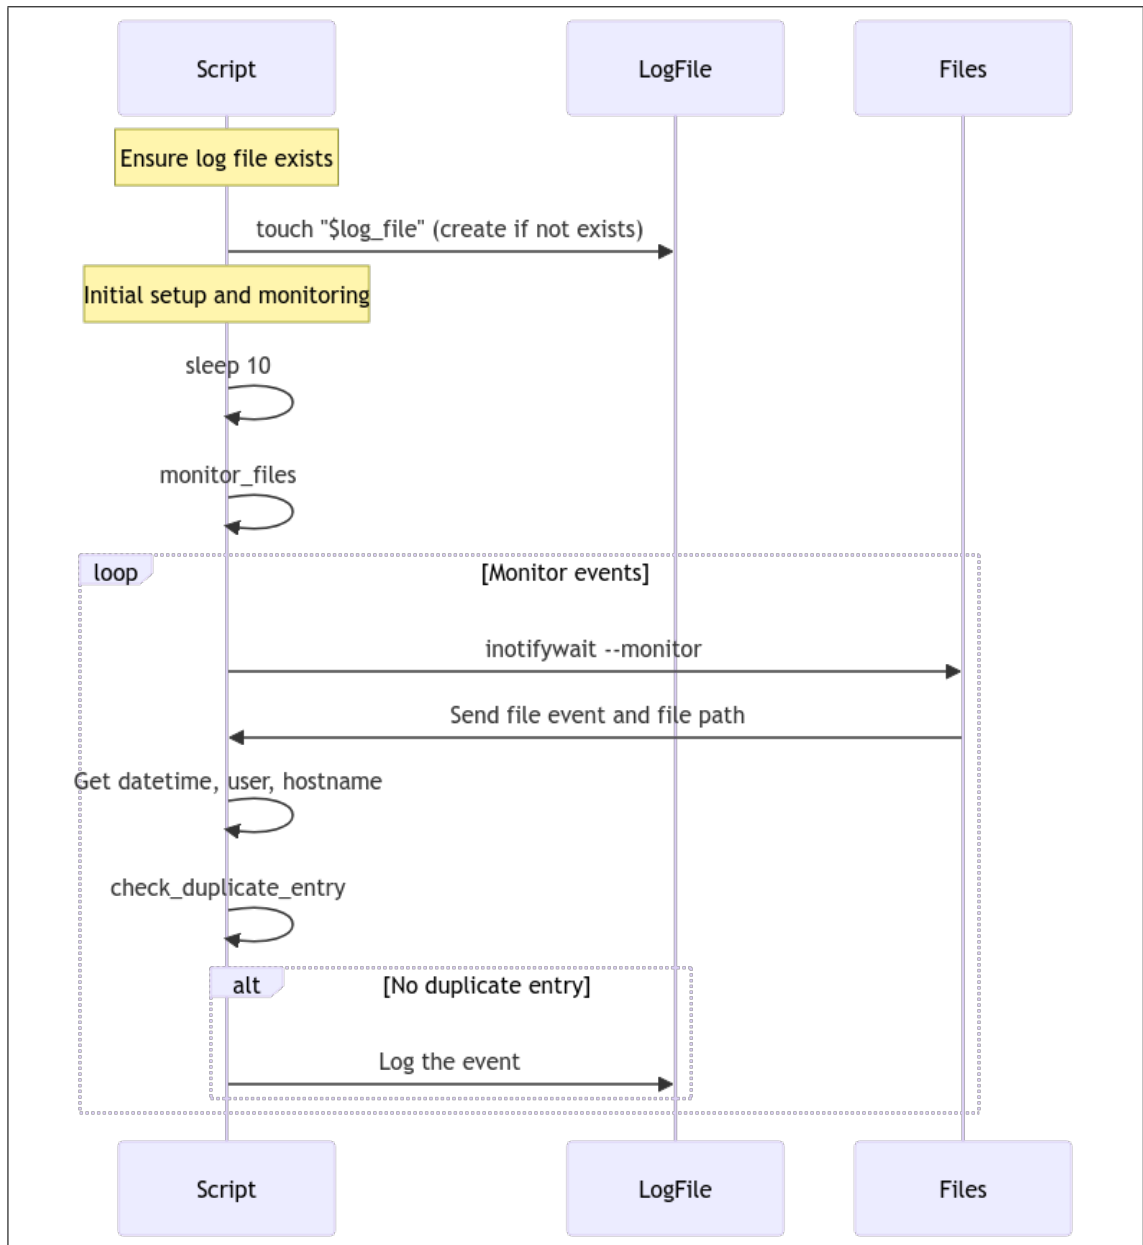 Script
LogFile
Files
Ensure log file exists
touch "$log_file" (create if not exists)
Initial setup and monitoring
sleep 10
monitor_files
loop
[Monitor events]
inotifywait --monitor
Send file event and file path
Get datetime, user, hostname
check_duplicate_entry
alt
[No duplicate entry]
Log the event
Script
LogFile
Files